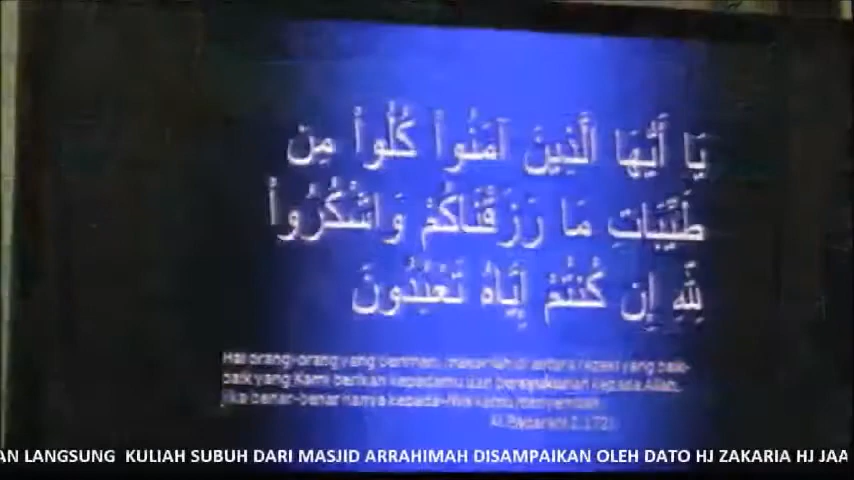 يَا أَيُّهَا الَّذِينَ آمَنُواْ كُلُواْ مِن
طَيِّبَاتِ مَا رَزَقْنَاكُمْ وَاشْكُرُواْ
لِلّهِ إِن كُنتُمْ إِيَّاهُ تَعْبُدُونَ
Hai orang-orang yang beriman, makanlah di antara rezeki yang baik-
baik yang Kami berikan kepadamu dan bersyukurlah kepada Allah,
jika benar-benar hanya kepada-Nya kamu menyembah.
Al Baqarah(2:172)
AN LANGSUNG KULIAH SUBUH DARI MASJID ARRAHIMAH DISAMPAIKAN OLEH DATO HJ ZAKARIA HJ JAA